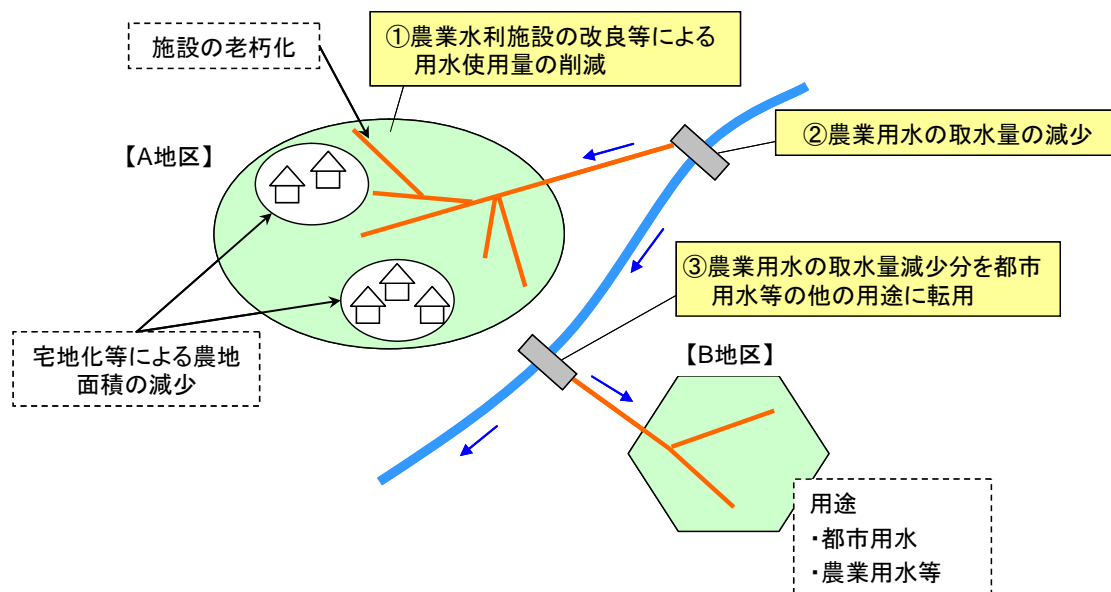 施設の老朽化
①農業水利施設の改良等による
用水使用量の削減
【A地区】
②農業用水の取水量の減少
③農業用水の取水量減少分を都市
用水等の他の用途に転用
宅地化等による農地
面積の減少
【B地区】
用途
・都市用水
・農業用水等